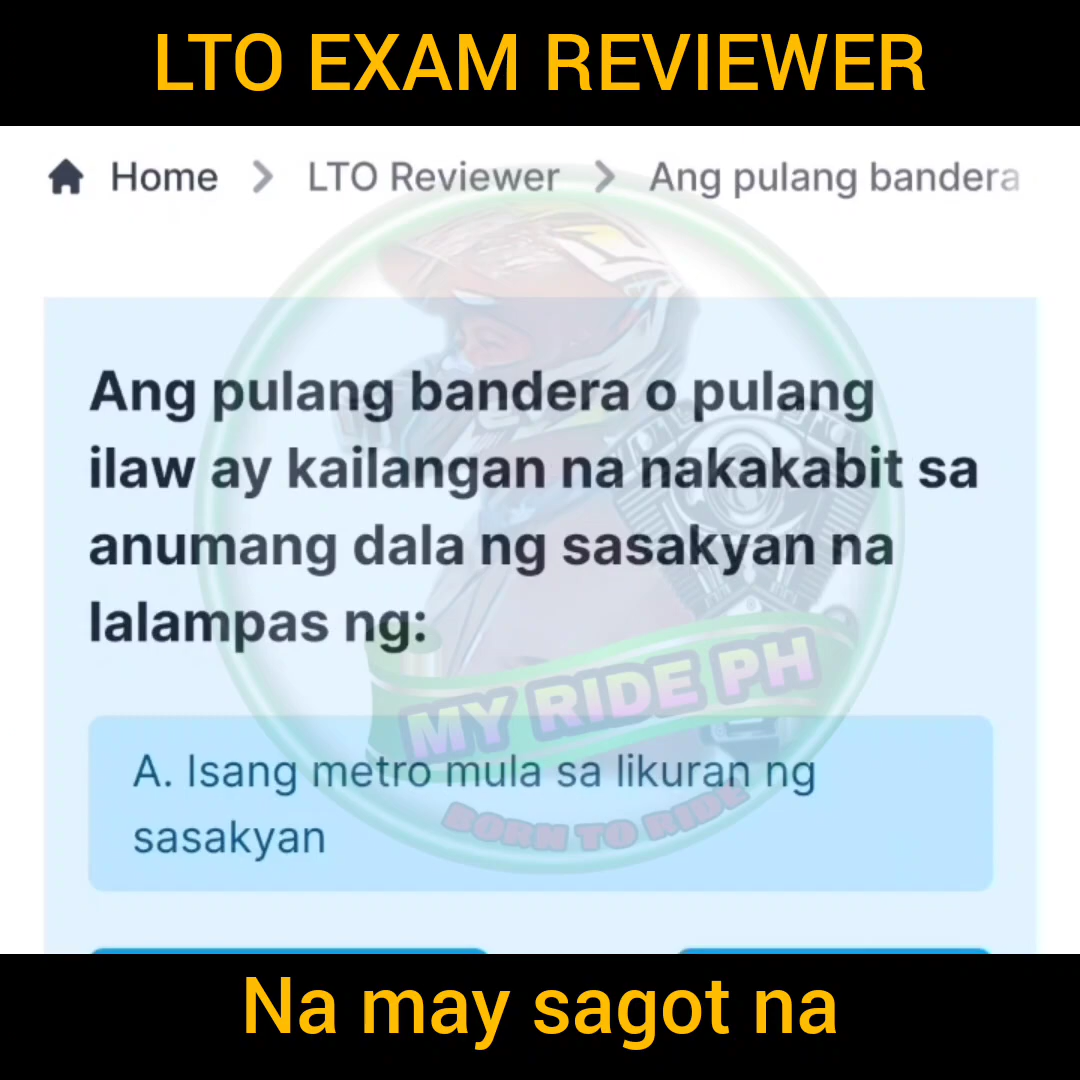 LTO EXAM REVIEWER
Home > LTO Reviewer > Ang pulang bandera
Ang pulang bandera o pulang
ilaw ay kailangan na nakakabit sa
anumang dala ng sasakyan na
lalampas ng:
MY RIDE PH
A. Isang metro mula sa likuran ng
sasakyan
BORN TO RIDE
Na may sagot na